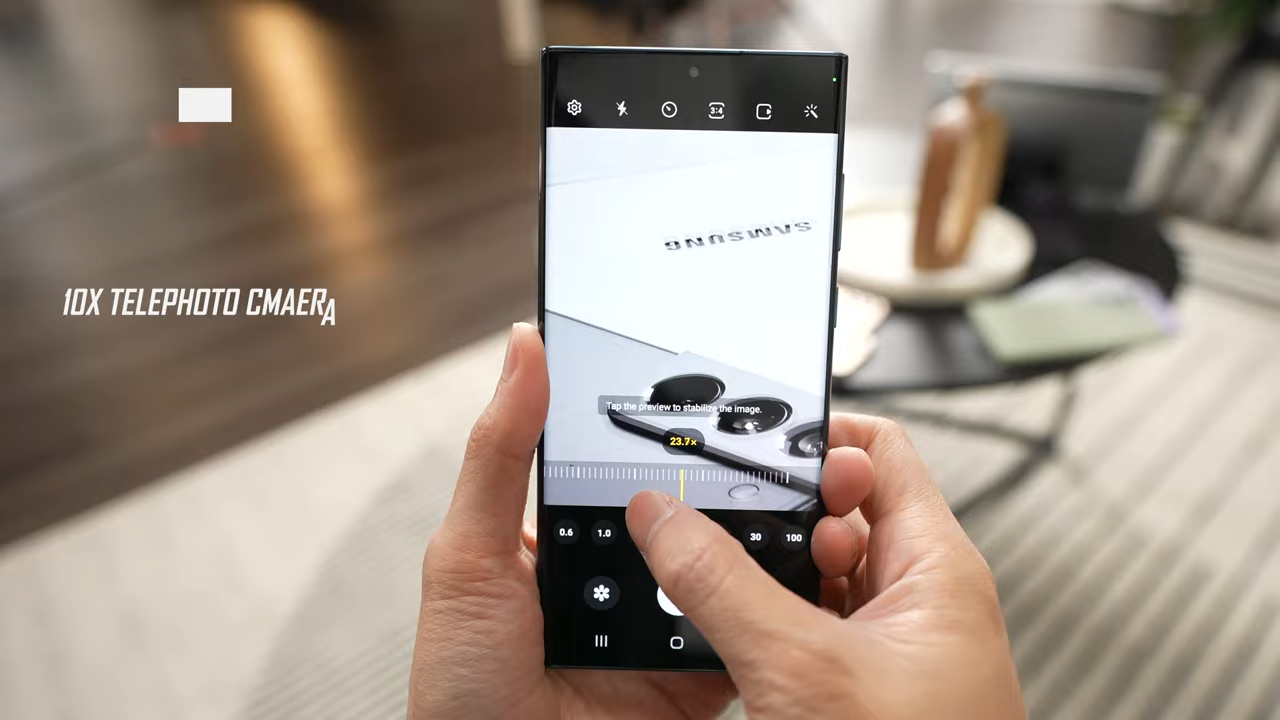 3:4
SAMSUNG
10X TELEPHOTO CMAERA
Tap the preview to stabilize the image.
23.7×
0.6 1.0 30 100